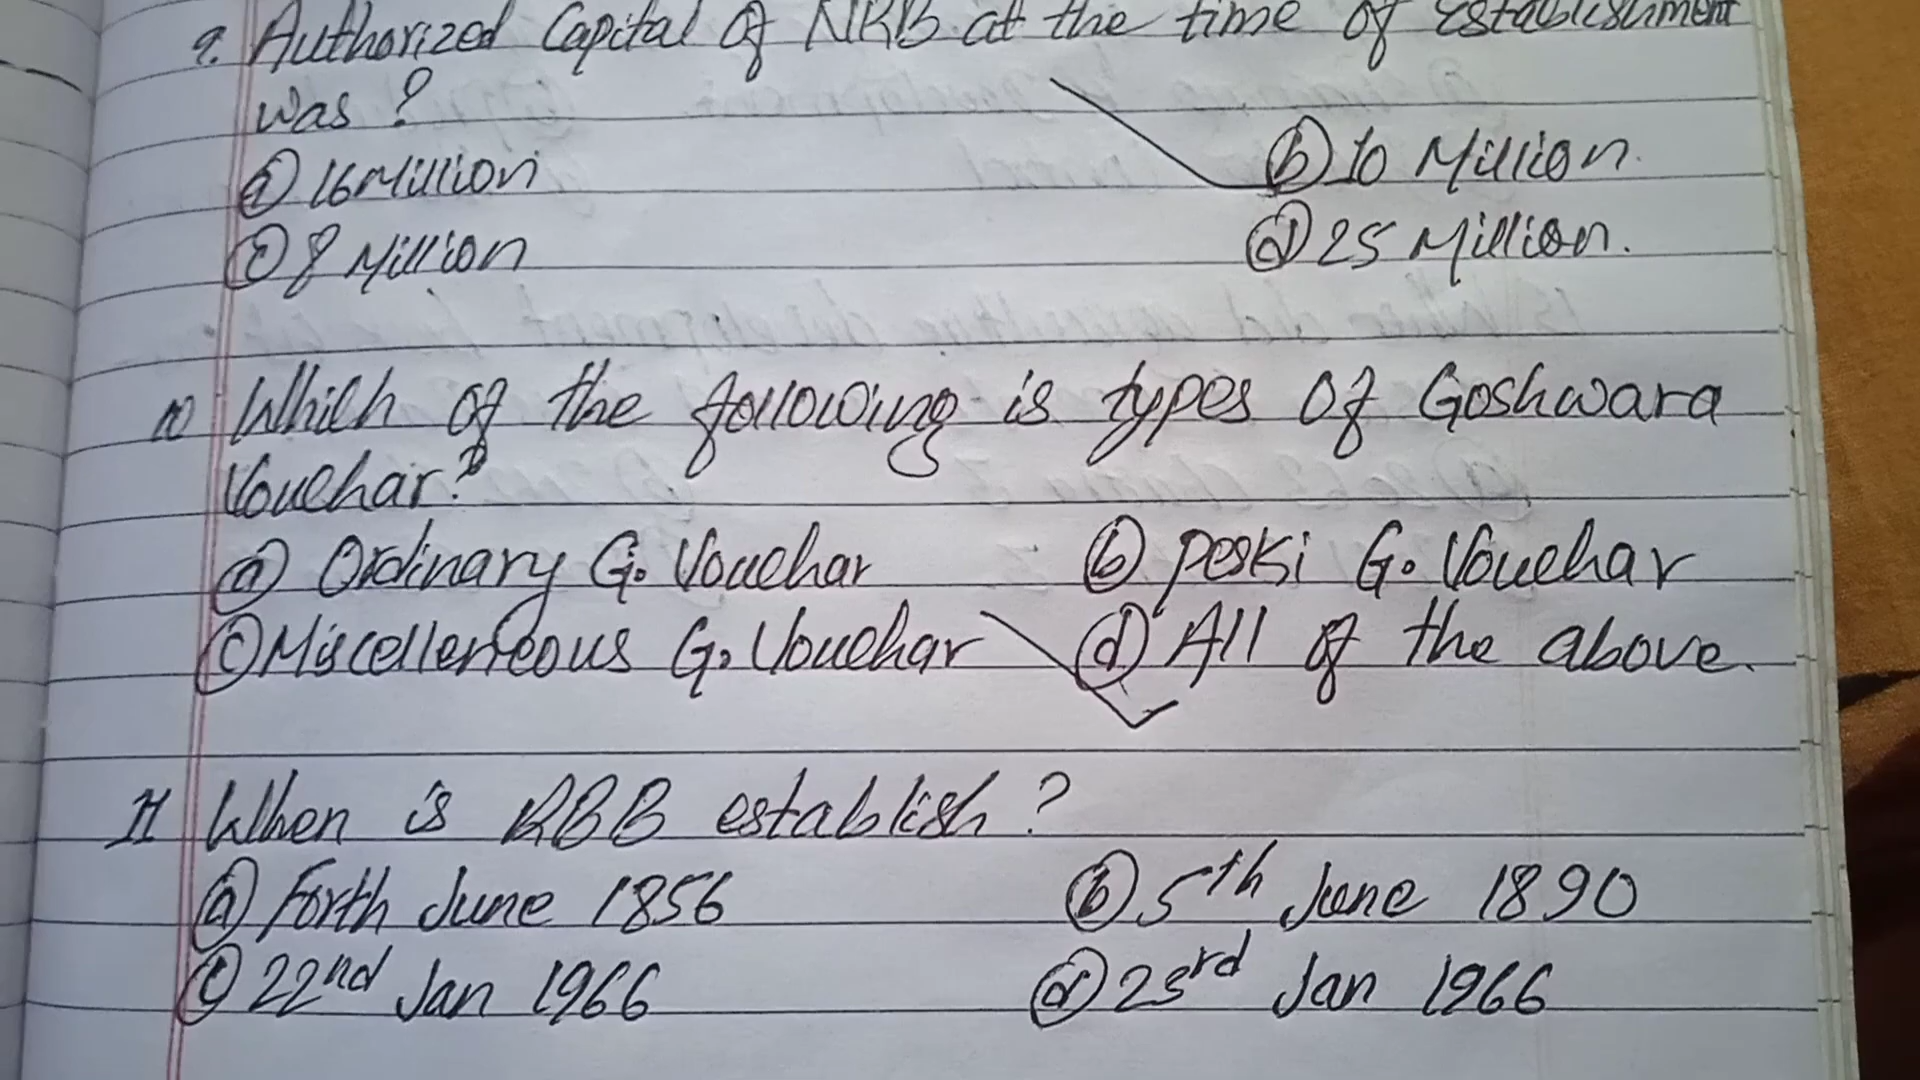 9. Authorized Capital of NRB at the time of Establishment
was?
(a) 16 Million (b) 10 Million.
(c) 8 Million (d) 25 Million.
10 Which of the following is types of Goshwara
Vouchar?
(a) Ordinary G. Vouchar (b) Peski G. Vouchar
(c) Miscelleneous G. Vouchar (d) All of the above.
11 When is RBB establish?
(a) Forth June 1856 (b) 5th June 1890
(c) 22nd Jan 1966 (d) 23rd Jan 1966